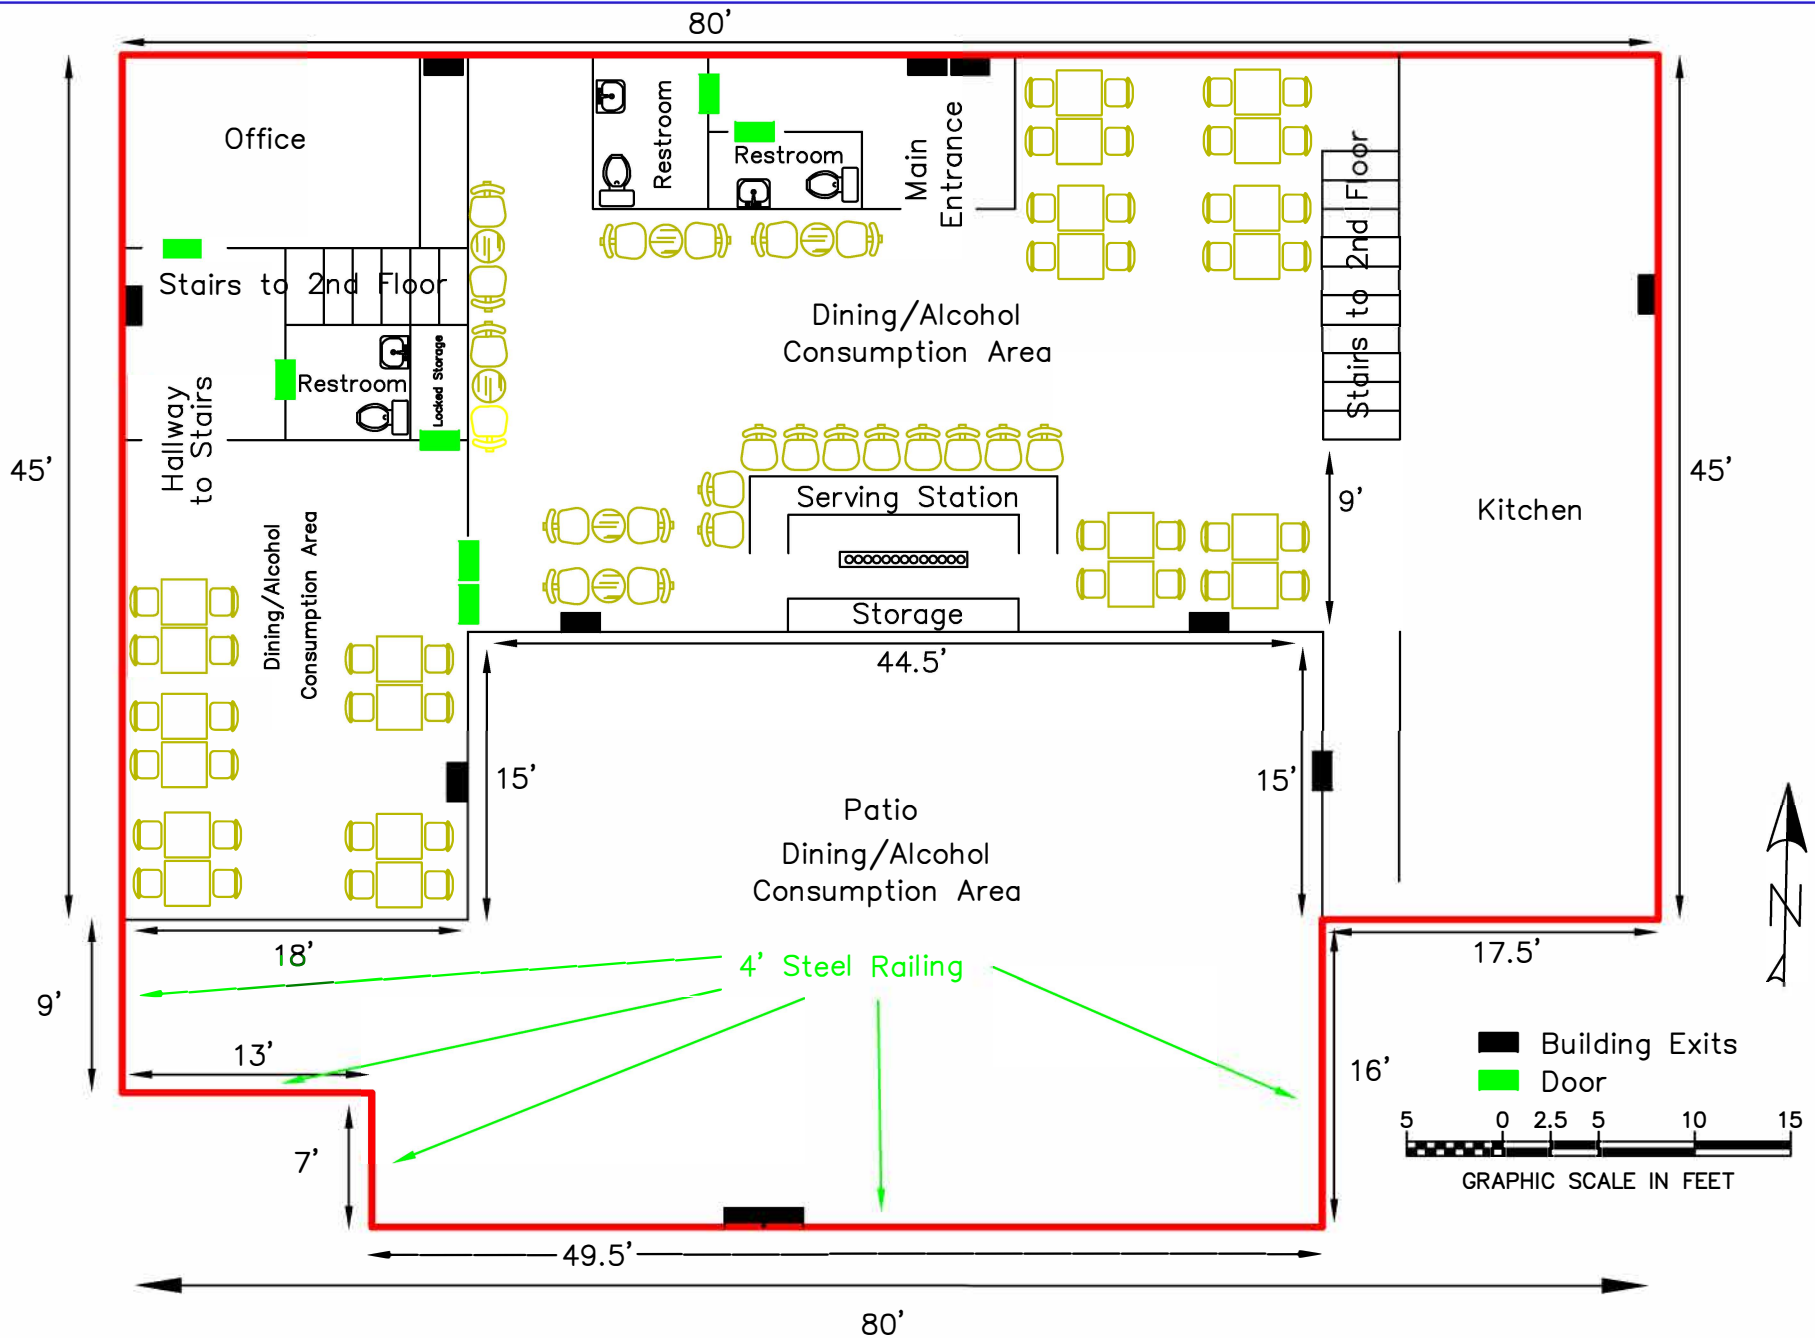 80'
Office
Restroom
Restroom
Main
Entrance
Stairs to 2nd Floor
Stairs to 2nd Floor
Dining/Alcohol
Consumption Area
Restroom
Locked Storage
Hallway
to Stairs
45'
45'
9'
Serving Station
Kitchen
Dining/Alcohol
Consumption Area
Storage
44.5'
15'
15'
Patio
Dining/Alcohol
Consumption Area
18'
4' Steel Railing
17.5'
N
9'
13'
16'
Building Exits
Door
7'
5 0 2.5 5 10 15
GRAPHIC SCALE IN FEET
49.5'
80'